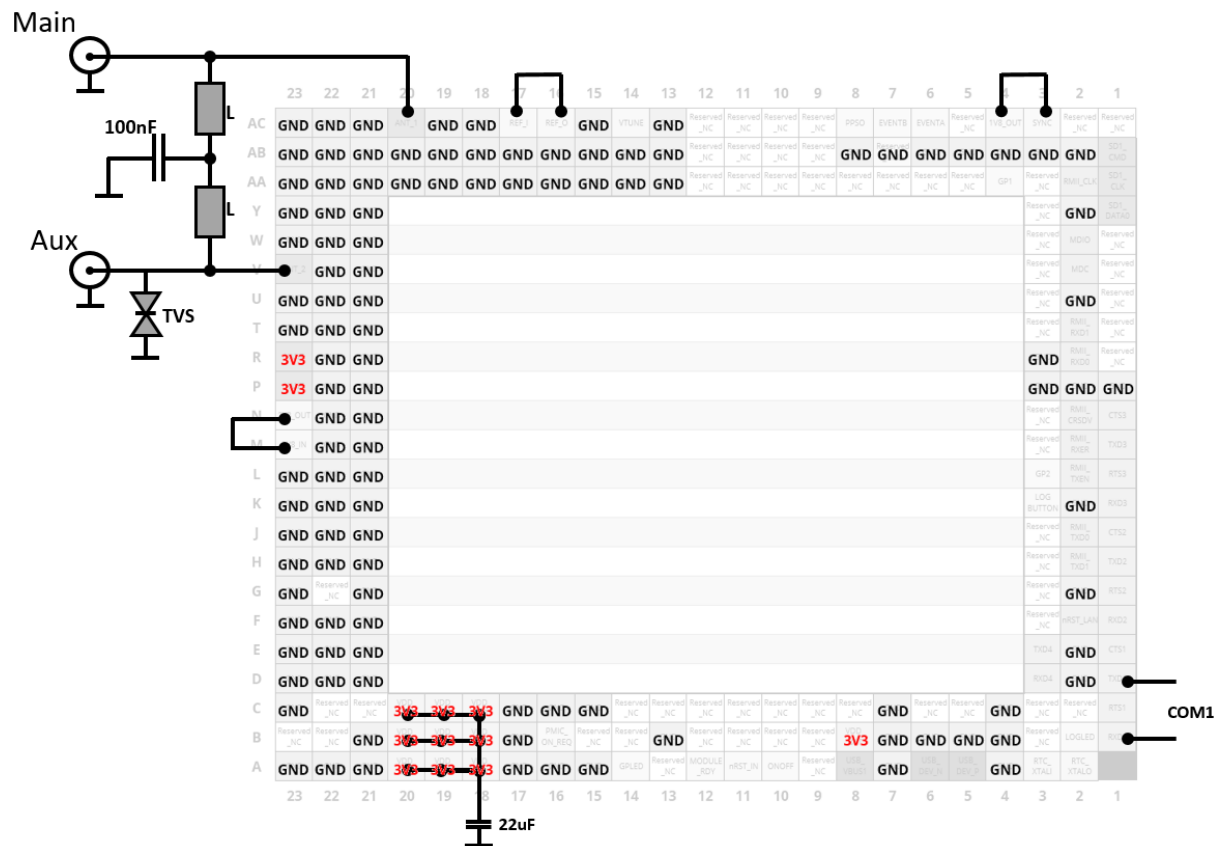 Main
23 22 21 20 19 18 17 16 15 14 13 12 11 10 9 8 7 6 5 4 3 2 1
L
100nF
AC GND GND GND ANT_1 GND GND REF_I REF_O GND VTUNE GND Reserved_NC Reserved_NC Reserved_NC Reserved_NC PPSO EVENTB EVENTA Reserved_NC 1V8_OUT SYNC Reserved_NC Reserved_NC
AB GND GND GND GND GND GND GND GND GND GND GND Reserved_NC Reserved_NC Reserved_NC Reserved_NC GND GND GND GND GND GND GND SD1_CMD
AA GND GND GND GND GND GND GND GND GND GND GND Reserved_NC Reserved_NC Reserved_NC Reserved_NC Reserved_NC Reserved_NC Reserved_NC Reserved_NC GP1 Reserved_NC RMII_CLK SD1_CLK
L
Y GND GND GND Reserved_NC GND SD1_DATA0
Aux
W GND GND GND Reserved_NC MDIO Reserved_NC
V GND GND Reserved_NC MDC Reserved_NC
U GND GND GND Reserved_NC GND Reserved_NC
TVS
T GND GND GND Reserved_NC RMII_RXD1 Reserved_NC
R 3V3 GND GND GND RMII_RXD0 Reserved_NC
P 3V3 GND GND GND GND GND
N GND GND Reserved_NC RMII_CRSDV CTS3
M GND GND Reserved_NC RMII_RXER TXD3
L GND GND GND GP2 RMII_TXEN RTS3
K GND GND GND LOG BUTTON GND RXD3
J GND GND GND Reserved_NC RMII_TXD0 CTS2
H GND GND GND Reserved_NC RMII_TXD1 TXD2
G GND Reserved_NC GND Reserved_NC GND RTS2
F GND GND GND Reserved_NC nRST_LAN RXD2
E GND GND GND TXD4 GND CTS1
D GND GND GND RXD4 GND
C GND Reserved_NC Reserved_NC 3V3 3V3 3V3 GND GND GND Reserved_NC Reserved_NC Reserved_NC Reserved_NC Reserved_NC Reserved_NC Reserved_NC GND Reserved_NC Reserved_NC GND Reserved_NC Reserved_NC RTS1
COM1
B Reserved_NC Reserved_NC GND 3V3 3V3 3V3 GND PMIC_ON_REQ Reserved_NC Reserved_NC GND Reserved_NC Reserved_NC Reserved_NC Reserved_NC 3V3 GND GND GND GND Reserved_NC LOGLED
A GND GND GND 3V3 3V3 3V3 GND GND GND GPLED Reserved_NC MODULE_RDY nRST_IN ONOFF Reserved_NC USB_VBUS1 GND USB_DEV_N USB_DEV_P GND RTC_XTALI RTC_XTALO
23 22 21 20 19 18 17 16 15 14 13 12 11 10 9 8 7 6 5 4 3 2 1
22uF